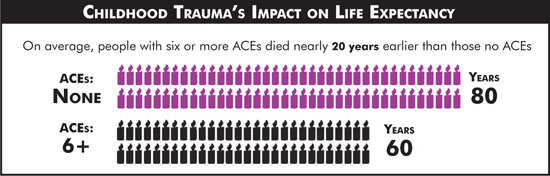 Childhood Trauma's Impact on Life Expectancy
On average, people with six or more ACEs died nearly 20 years earlier than those no ACEs
ACEs:
None
Years
80
ACEs:
6+
Years
60